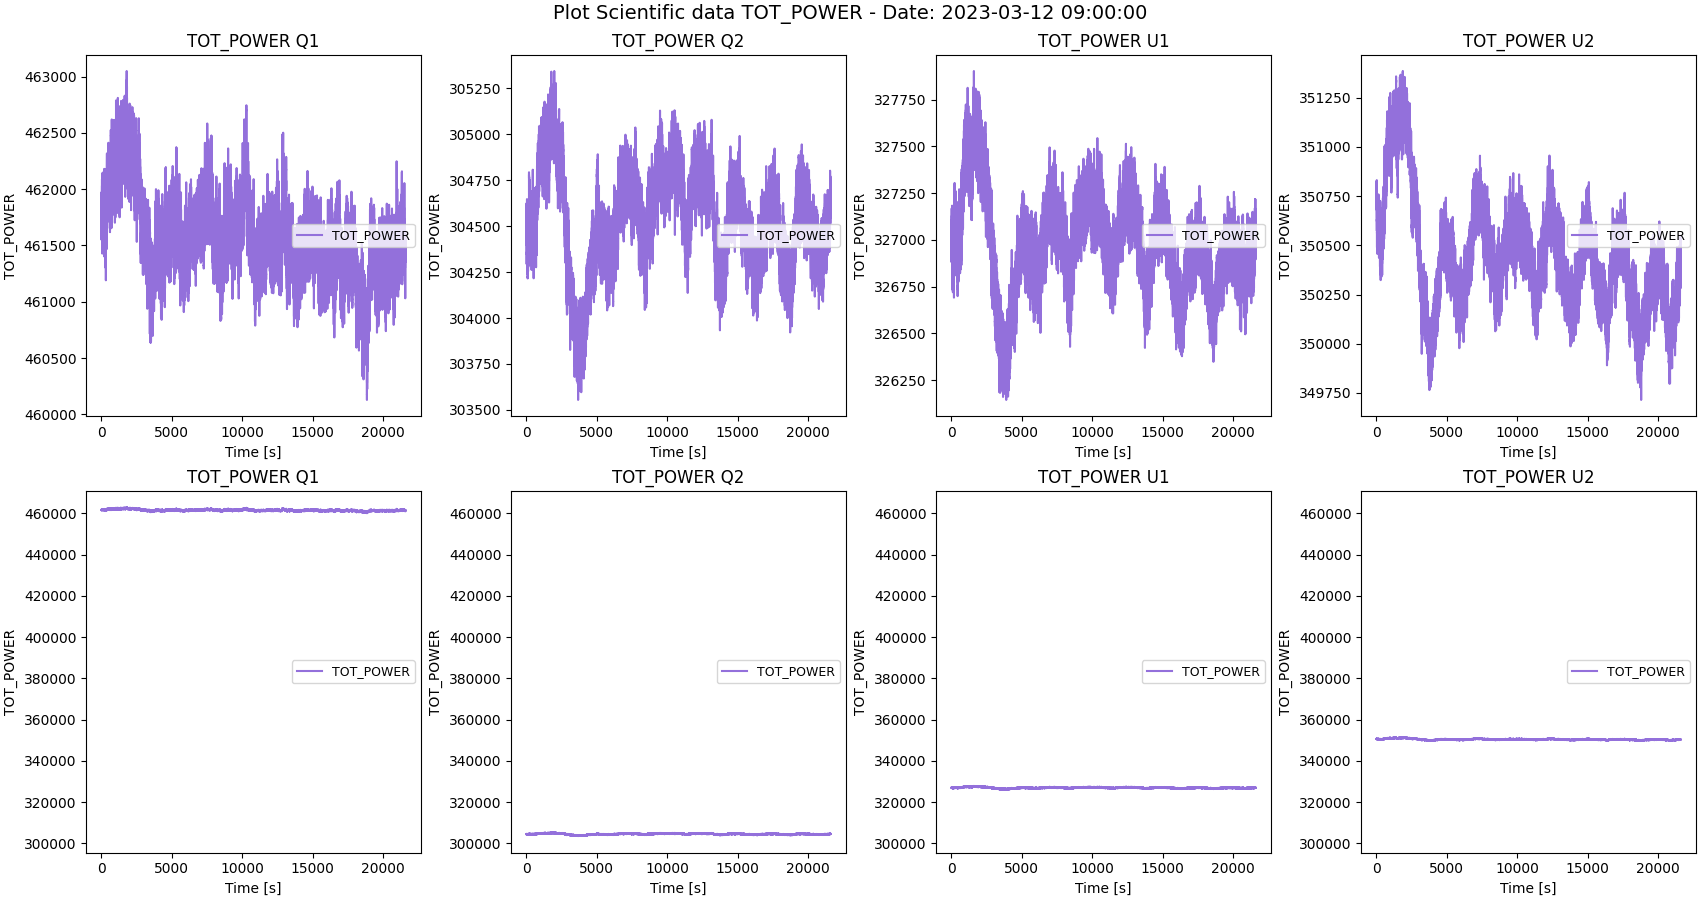 Plot Scientific data TOT_POWER - Date: 2023-03-12 09:00:00
TOT_POWER Q1
463000
462500
462000
461500
461000
460500
460000
TOT_POWER
TOT_POWER
0 5000 10000 15000 20000
Time [s]
TOT_POWER Q2
305250
305000
304750
304500
304250
304000
303750
303500
TOT_POWER
TOT_POWER
0 5000 10000 15000 20000
Time [s]
TOT_POWER U1
327750
327500
327250
327000
326750
326500
326250
TOT_POWER
TOT_POWER
0 5000 10000 15000 20000
Time [s]
TOT_POWER U2
351250
351000
350750
350500
350250
350000
349750
TOT_POWER
TOT_POWER
0 5000 10000 15000 20000
Time [s]
TOT_POWER Q1
460000
440000
420000
400000
380000
360000
340000
320000
300000
TOT_POWER
TOT_POWER
0 5000 10000 15000 20000
Time [s]
TOT_POWER Q2
460000
440000
420000
400000
380000
360000
340000
320000
300000
TOT_POWER
TOT_POWER
0 5000 10000 15000 20000
Time [s]
TOT_POWER U1
460000
440000
420000
400000
380000
360000
340000
320000
300000
TOT_POWER
TOT_POWER
0 5000 10000 15000 20000
Time [s]
TOT_POWER U2
460000
440000
420000
400000
380000
360000
340000
320000
300000
TOT_POWER
TOT_POWER
0 5000 10000 15000 20000
Time [s]